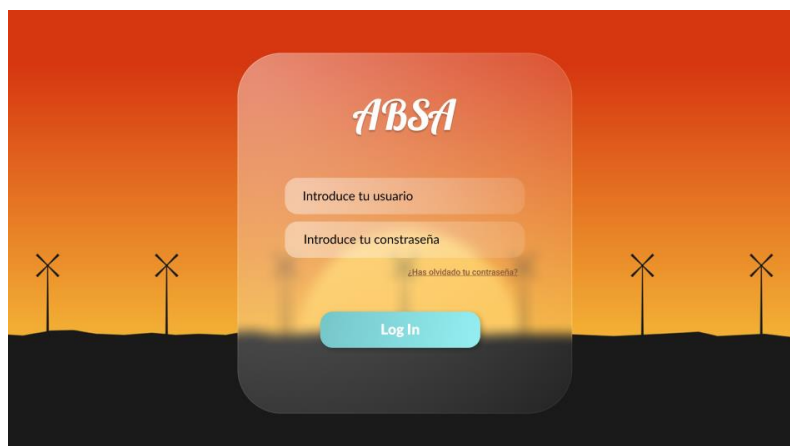 ABSA
Introduce tu usuario
Introduce tu constraseña
¿Has olvidado tu contraseña?
Log In